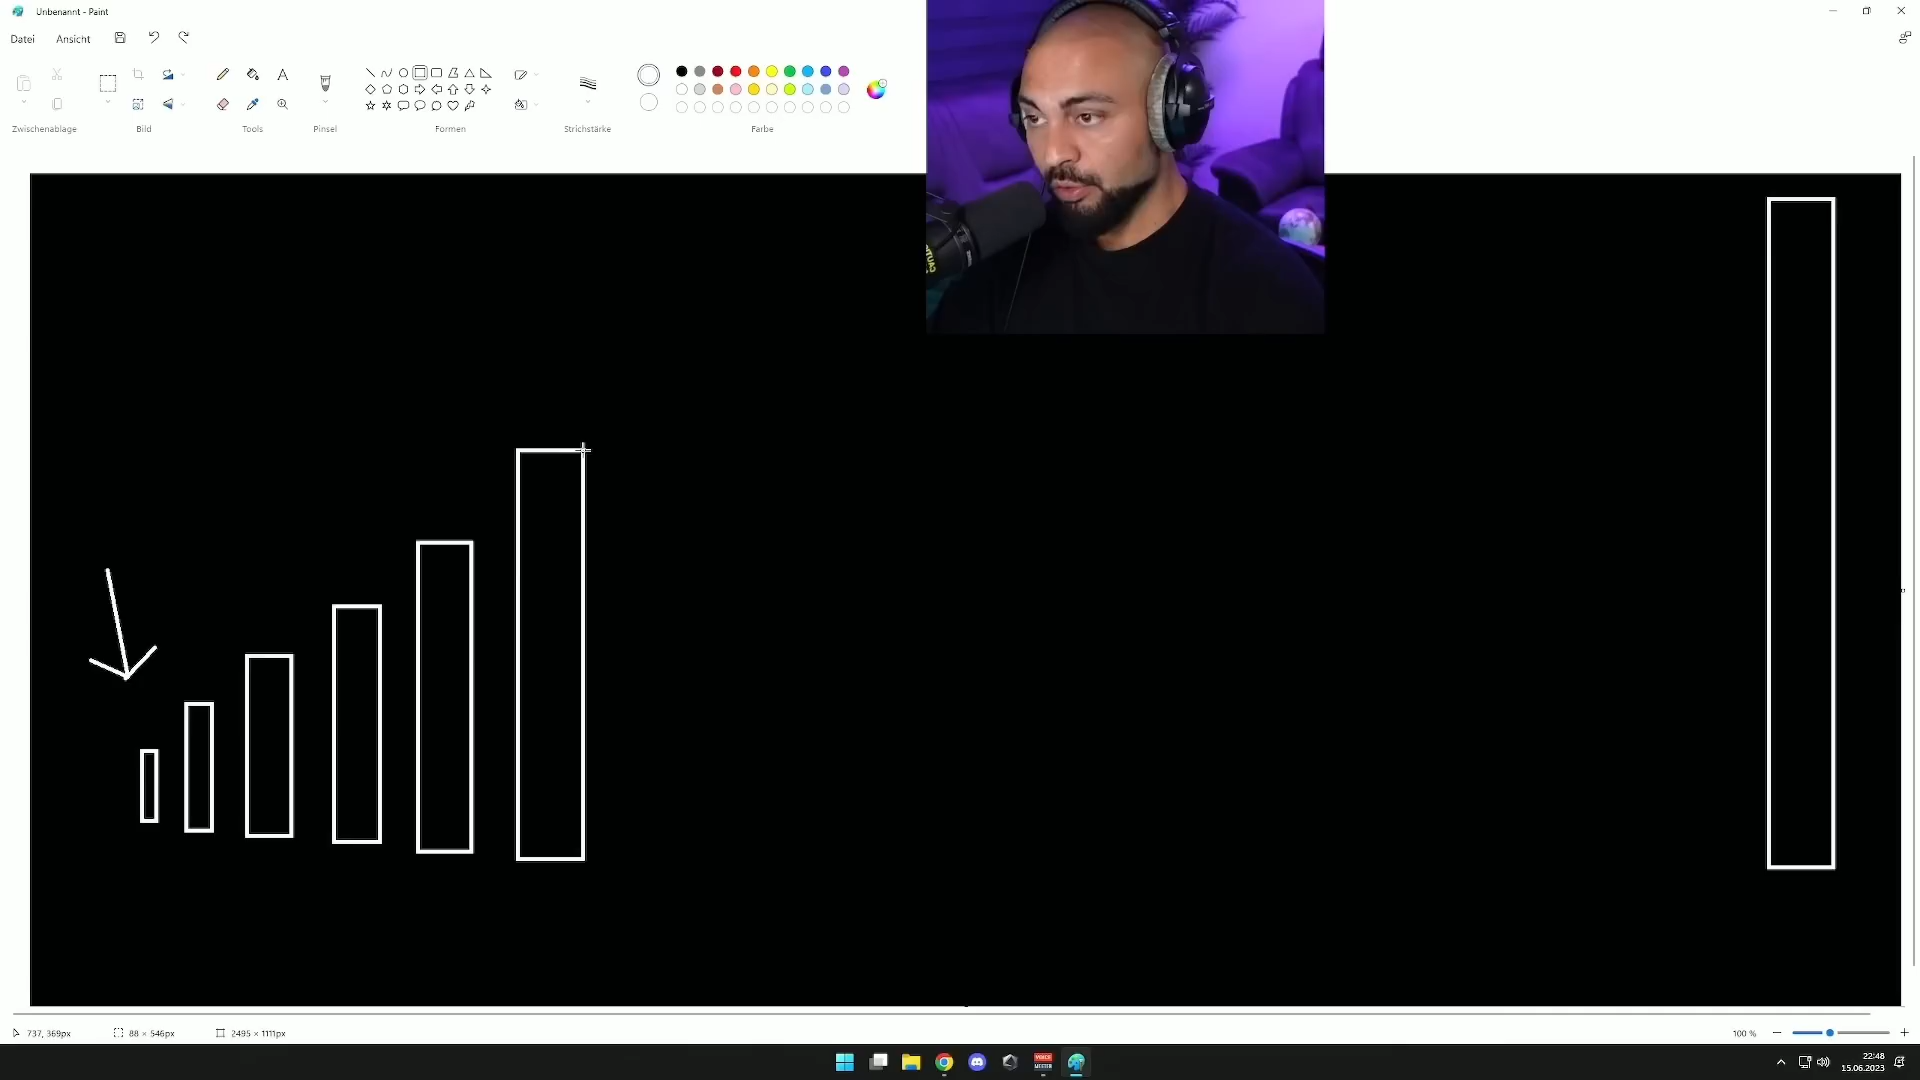 Unbenannt - Paint
Datei Ansicht
Zwischenablage Bild Tools Pinsel Formen Strichstärke Farbe
737, 369px 88 × 546px 2495 × 1111px 100 %
VOICE
22:48
15.06.2023